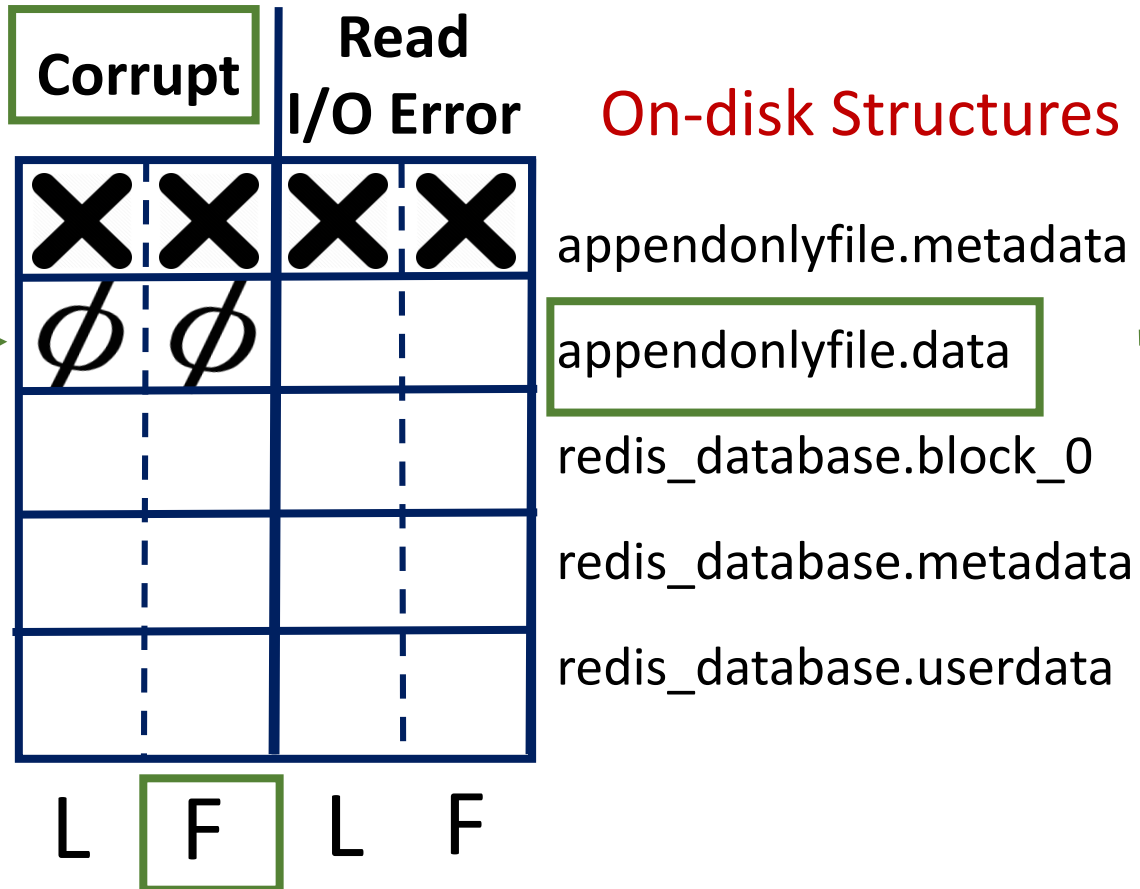 Corrupt
Read
I/O Error
On-disk Structures
appendonlyfile.metadata
ϕ ϕ
appendonlyfile.data
redis_database.block_0
redis_database.metadata
redis_database.userdata
L F L F